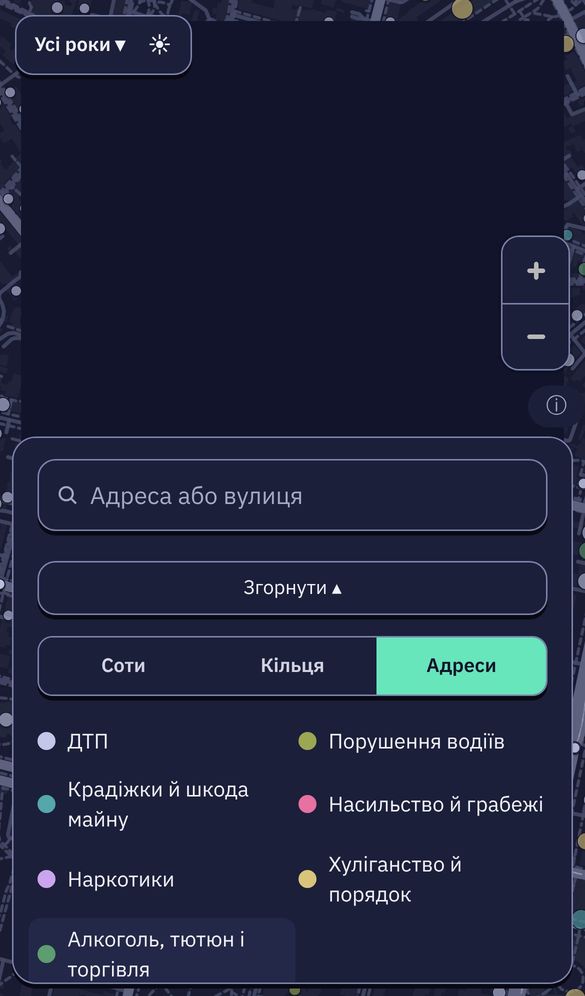 Усі роки ▾
Адреса або вулиця
Згорнути ▴
Соти
Кільця
Адреси
ДТП
Порушення водіїв
Крадіжки й шкода
майну
Насильство й грабежі
Наркотики
Хуліганство й
порядок
Алкоголь, тютюн і
торгівля